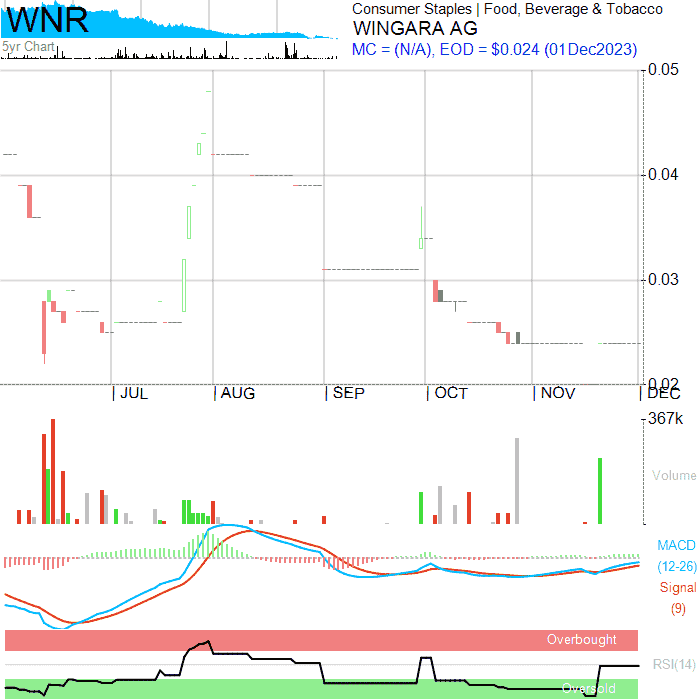 WNR
5yr Chart
Consumer Staples | Food, Beverage & Tobacco
WINGARA AG
MC = (N/A), EOD = $0.024 (01Dec2023)
0.05
0.04
0.03
0.02
JUL AUG SEP OCT NOV DEC
367k
Volume
MACD
(12-26)
Signal
(9)
Overbought
RSI(14)
Oversold